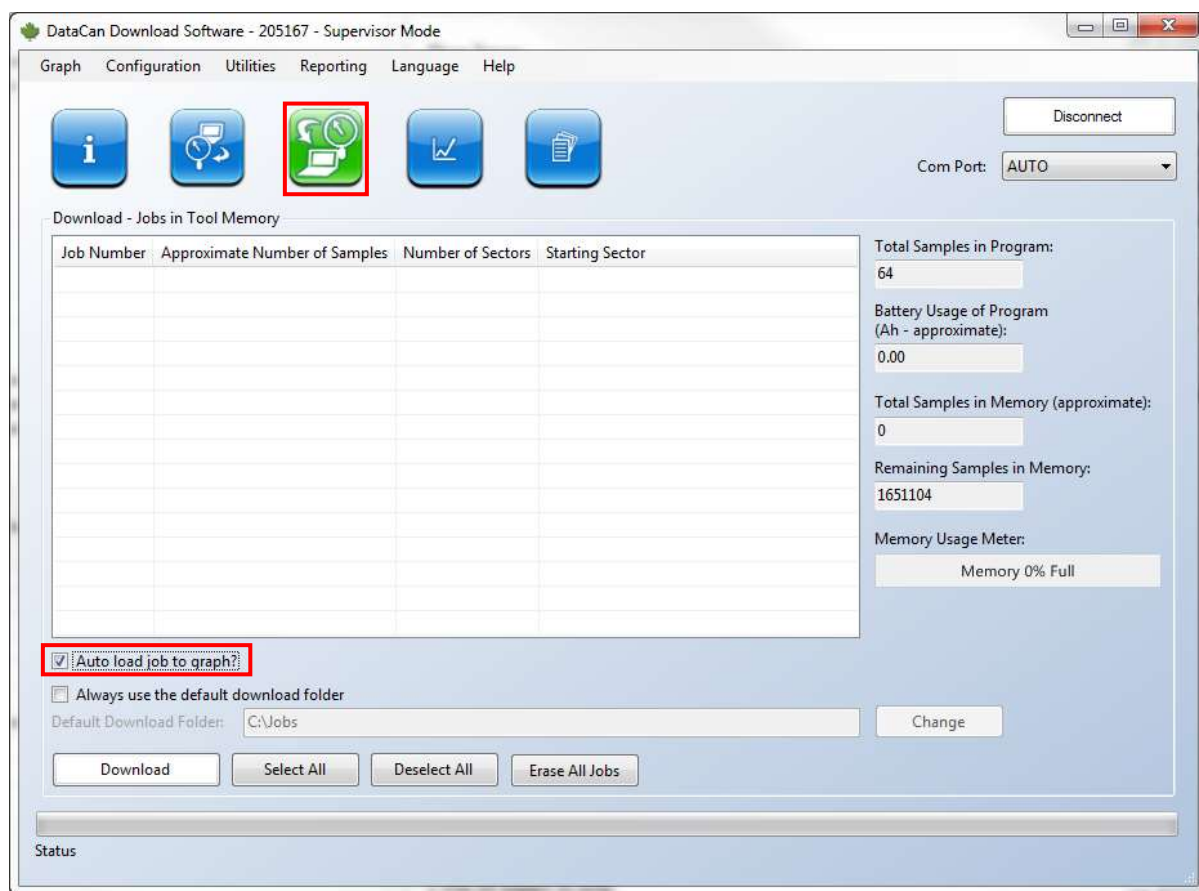 DataCan Download Software - 205167 - Supervisor Mode
Graph Configuration Utilities Reporting Language Help
i
Disconnect
Com Port: AUTO
Download - Jobs in Tool Memory
Job Number Approximate Number of Samples Number of Sectors Starting Sector
Total Samples in Program:
64
Battery Usage of Program
(Ah - approximate):
0.00
Total Samples in Memory (approximate):
0
Remaining Samples in Memory:
1651104
Memory Usage Meter:
Memory 0% Full
Auto load job to graph?
Always use the default download folder
Default Download Folder: C:\Jobs Change
Download Select All Deselect All Erase All Jobs
Status